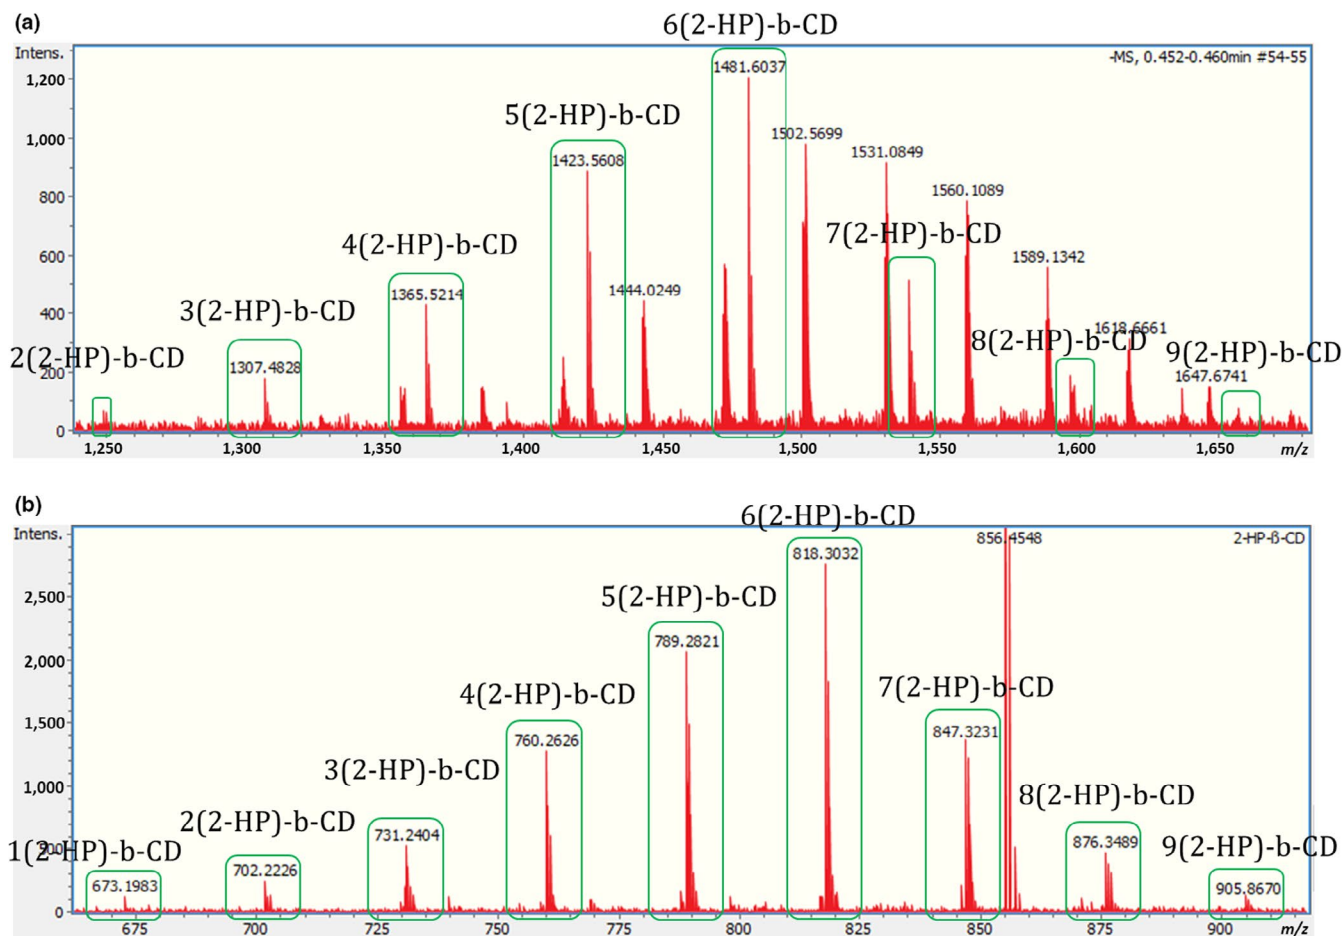 (a)
6(2-HP)-b-CD
Intens.
-MS, 0.452-0.460min #54-55
1481.6037
1,200
5(2-HP)-b-CD
1,000
1502.5699
1423.5608
1531.0849
800
1560.1089
4(2-HP)-b-CD
7(2-HP)-b-CD
600
1589.1342
3(2-HP)-b-CD
1365.5214
1444.0249
400
1618.6661
2(2-HP)-b-CD
8(2-HP)-b-CD
9(2-HP)-b-CD
1307.4828
200
1647.6741
0
1,250 1,300 1,350 1,400 1,450 1,500 1,550 1,600 1,650 m/z
(b)
6(2-HP)-b-CD
Intens.
856.4548
2-HP-ß-CD
818.3032
2,500
5(2-HP)-b-CD
789.2821
2,000
4(2-HP)-b-CD
7(2-HP)-b-CD
760.2626
847.3231
1,500
3(2-HP)-b-CD
8(2-HP)-b-CD
1,000
2(2-HP)-b-CD
731.2404
876.3489
1(2-HP)-b-CD
9(2-HP)-b-CD
702.2226
673.1983
905.8670
0
675 700 725 750 775 800 825 850 875 900 m/z